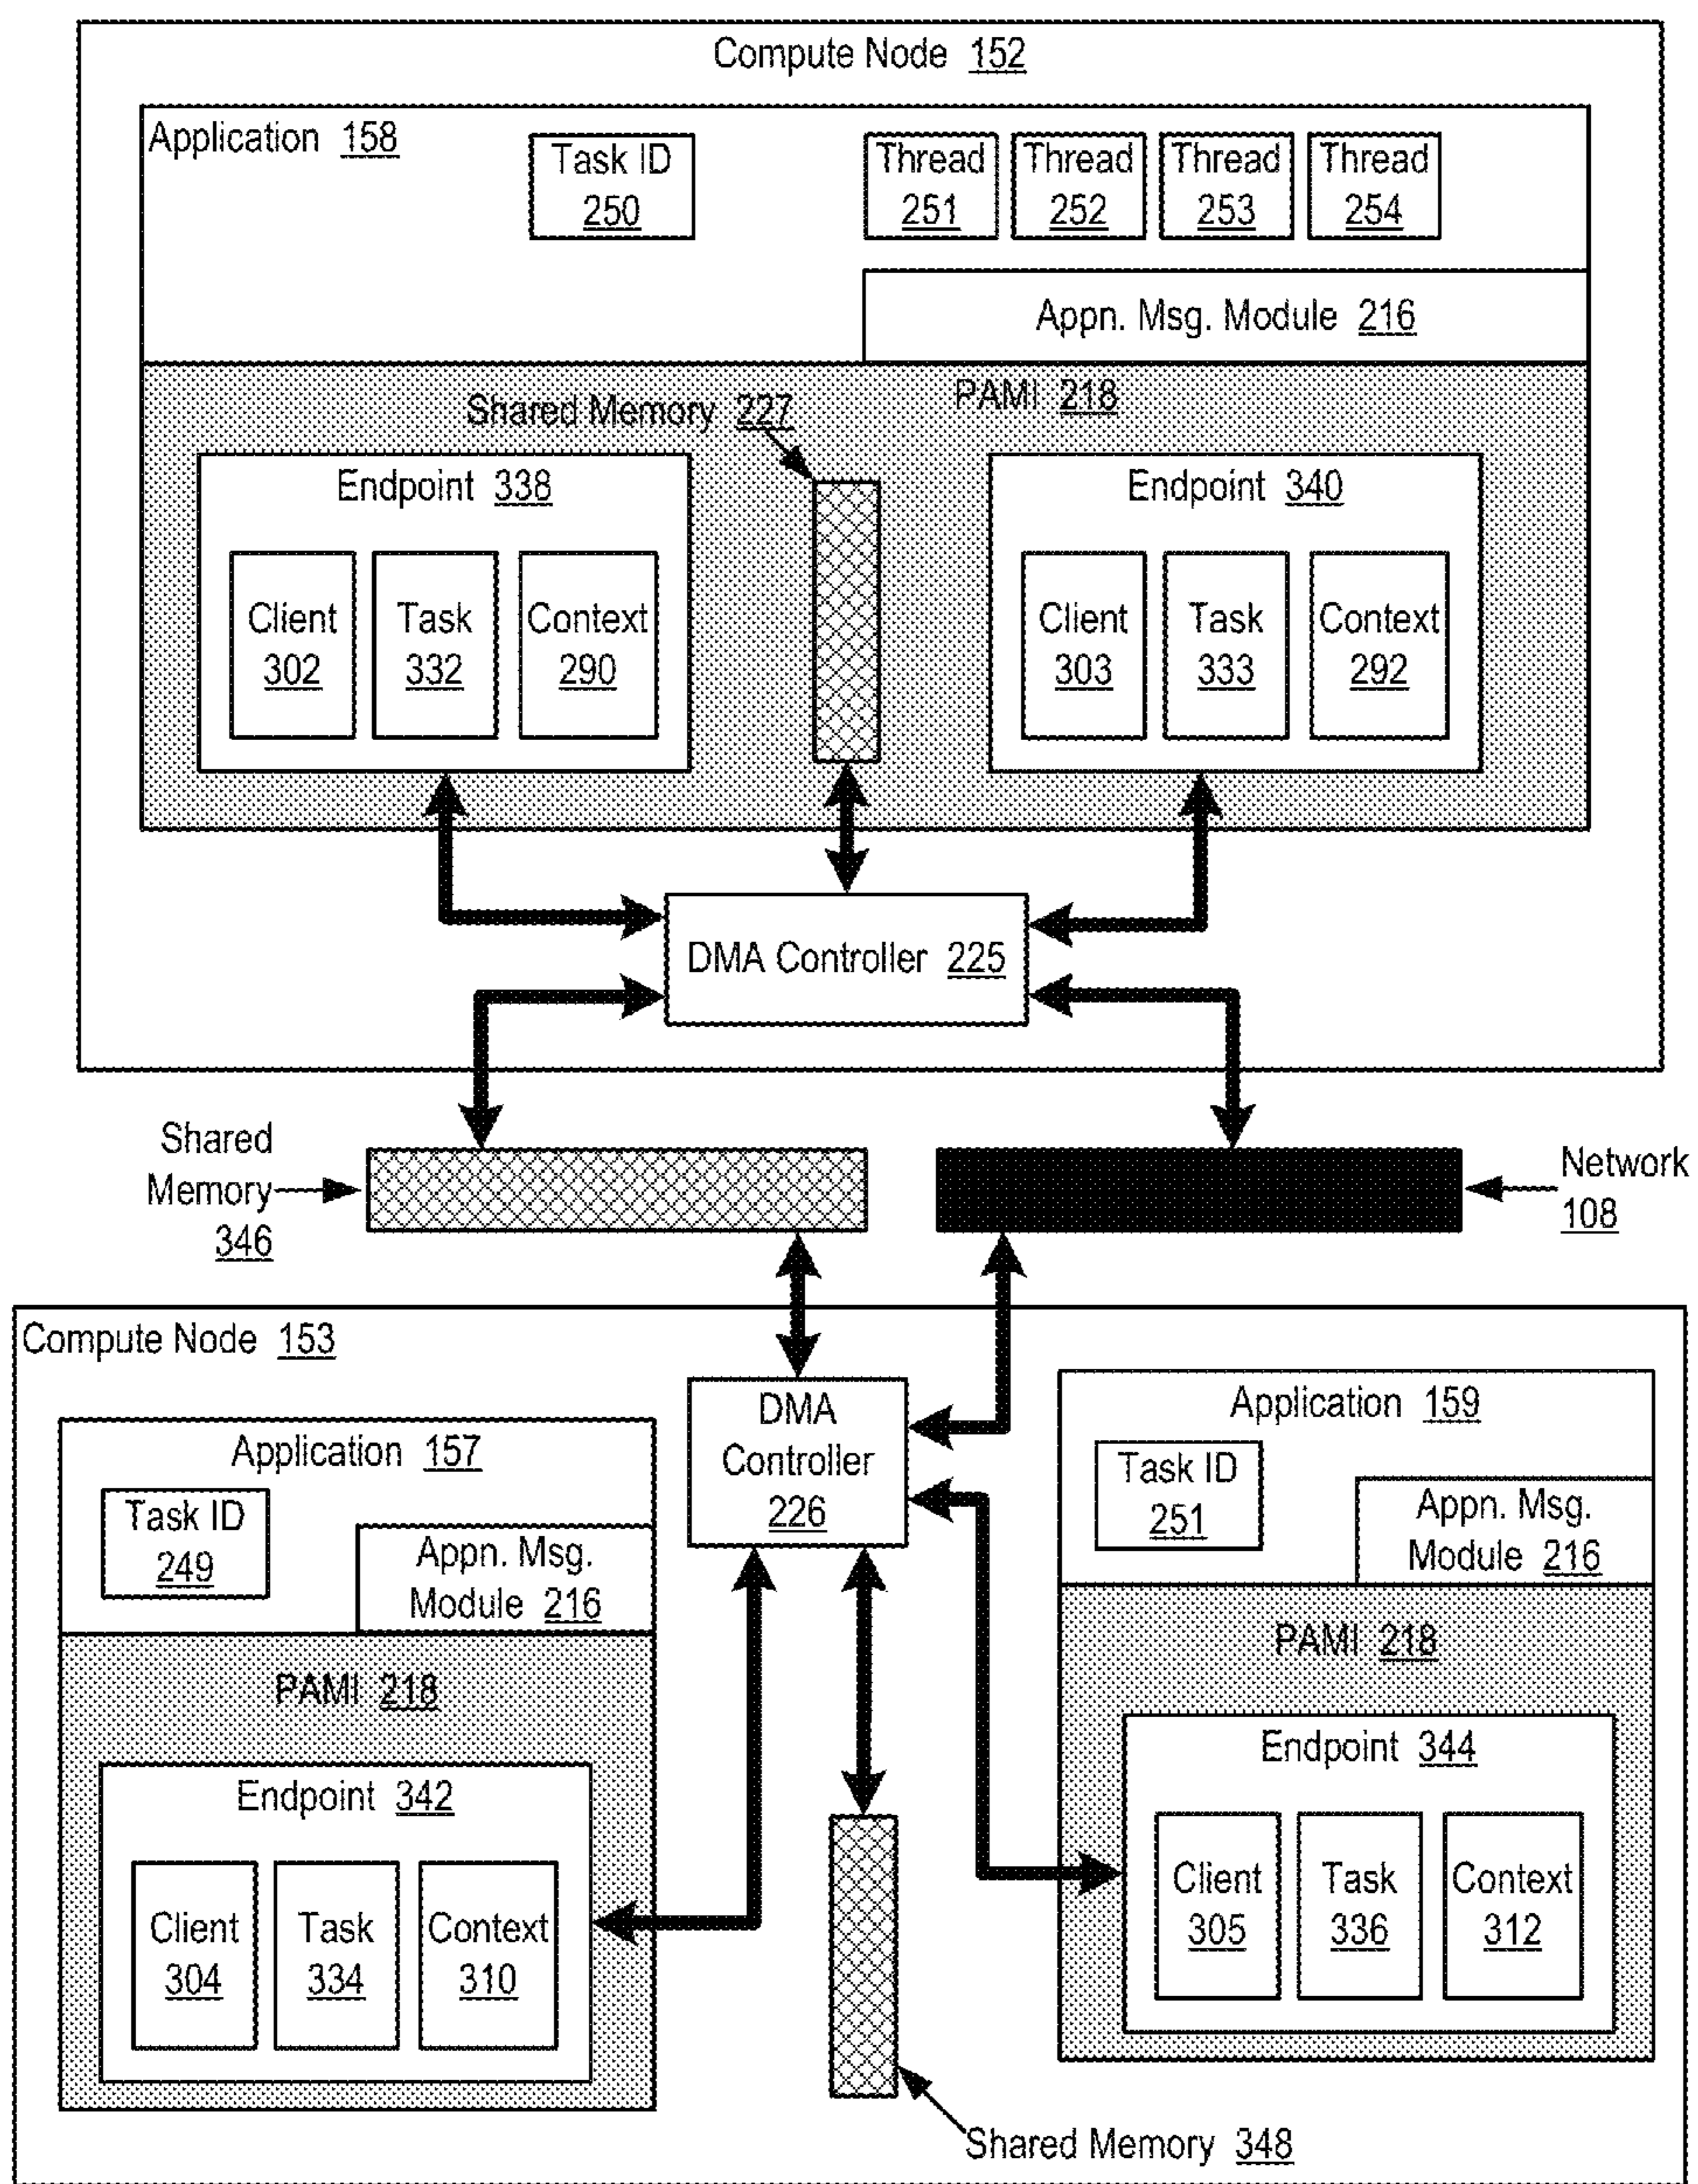 Compute Node 152
Application 158
Task ID
250
Thread
251
Thread
252
Thread
253
Thread
254
Appn. Msg. Module 216
PAMI 218
Shared Memory 227
Endpoint 338
Client
302
Task
332
Context
290
Endpoint 340
Client
303
Task
333
Context
292
DMA Controller 225
Shared
Memory
346
Network
108
Compute Node 153
DMA
Controller
226
Application 157
Task ID
249
Appn. Msg.
Module 216
PAMI 218
Endpoint 342
Client
304
Task
334
Context
310
Application 159
Task ID
251
Appn. Msg.
Module 216
PAMI 218
Endpoint 344
Client
305
Task
336
Context
312
Shared Memory 348